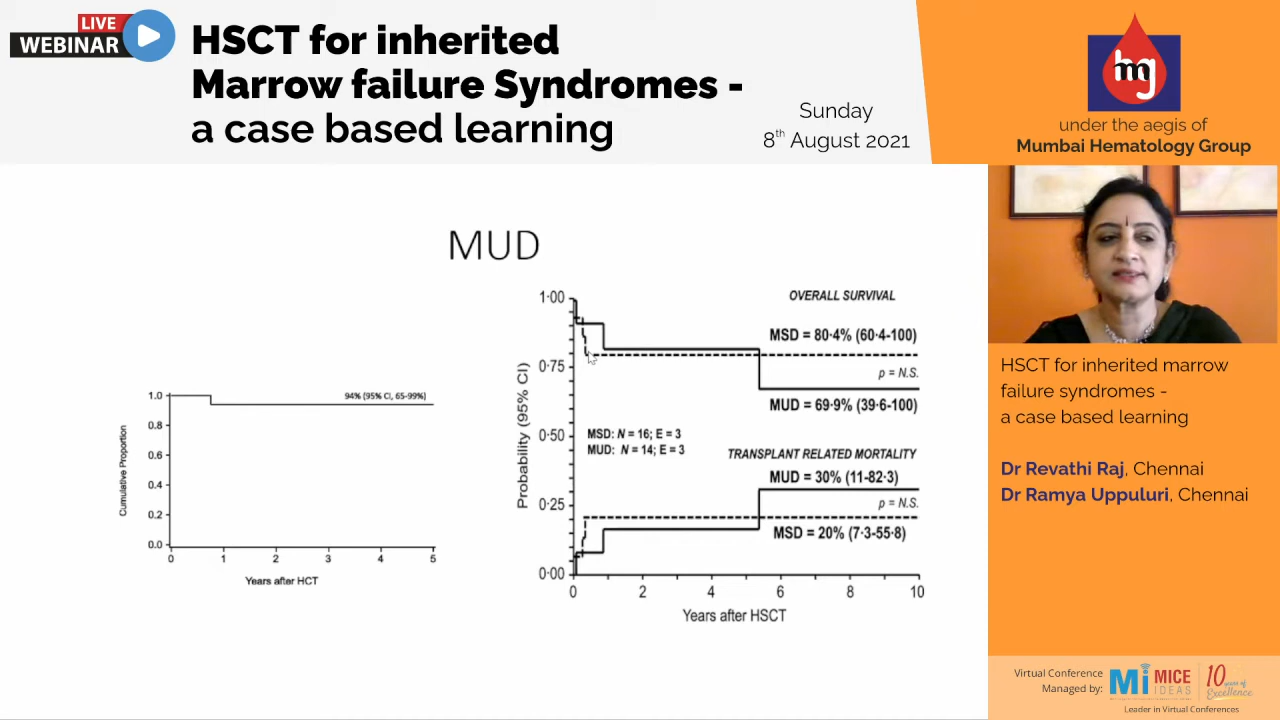 LIVE
WEBINAR
HSCT for inherited
Marrow failure Syndromes -
a case based learning
Sunday
8th August 2021
hmg
under the aegis of
Mumbai Hematology Group
MUD
1.0
0.8
0.6
0.4
0.2
0.0
Cumulative Proportion
94% (95% CI, 65-99%)
0 1 2 3 4 5
Years after HCT
1·00
0·75
0·50
0·25
0·00
Probability (95% CI)
OVERALL SURVIVAL
MSD = 80·4% (60·4-100)
p = N.S.
MUD = 69·9% (39·6-100)
MSD: N = 16; E = 3
MUD: N = 14; E = 3
TRANSPLANT RELATED MORTALITY
MUD = 30% (11-82·3)
p = N.S.
MSD = 20% (7·3-55·8)
0 2 4 6 8 10
Years after HSCT
HSCT for inherited marrow
failure syndromes -
a case based learning
Dr Revathi Raj, Chennai
Dr Ramya Uppuluri, Chennai
Virtual Conference
Managed by:
Mi MICE
IDEAS
10 years of
Excellence
Leader in Virtual Conferences